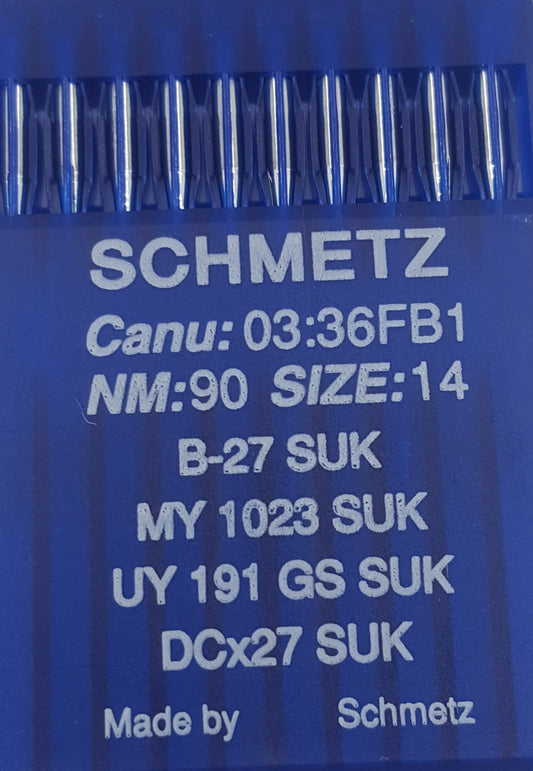 SCHMETZ
Canu: 03:36FB1
NM:90 SIZE:14
B-27 SUK
MY 1023 SUK
UY 191 GS SUK
DCx27 SUK
Made by Schmetz